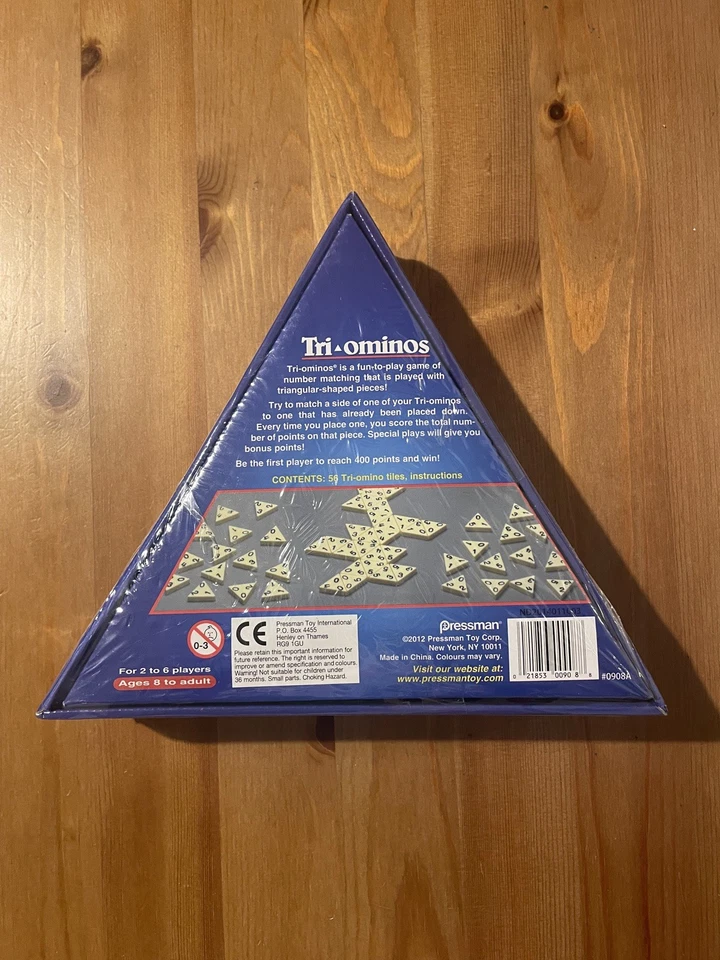 Tri-ominos
Tri-ominos® is a fun-to-play game of
number matching that is played with
triangular-shaped pieces!
Try to match a side of one of your Tri-ominos
to one that has already been placed down.
Every time you place one, you score the total num-
ber of points on that piece. Special plays will give you
bonus points!
Be the first player to reach 400 points and win!
CONTENTS: 56 Tri-omino tiles, instructions
0-3
For 2 to 6 players
Ages 8 to adult
CE
Pressman Toy International
P.O. Box 4455
Henley on Thames
RG9 1GU
Please retain this important information for
future reference. The right is reserved to
improve or amend specification and colours.
Warning! Not suitable for children under
36 months. Small parts. Choking Hazard.
Pressman®
©2012 Pressman Toy Corp.
New York, NY 10011
Made in China. Colours may vary.
Visit our website at:
www.pressmantoy.com
0 21853 00908 8
#0908A